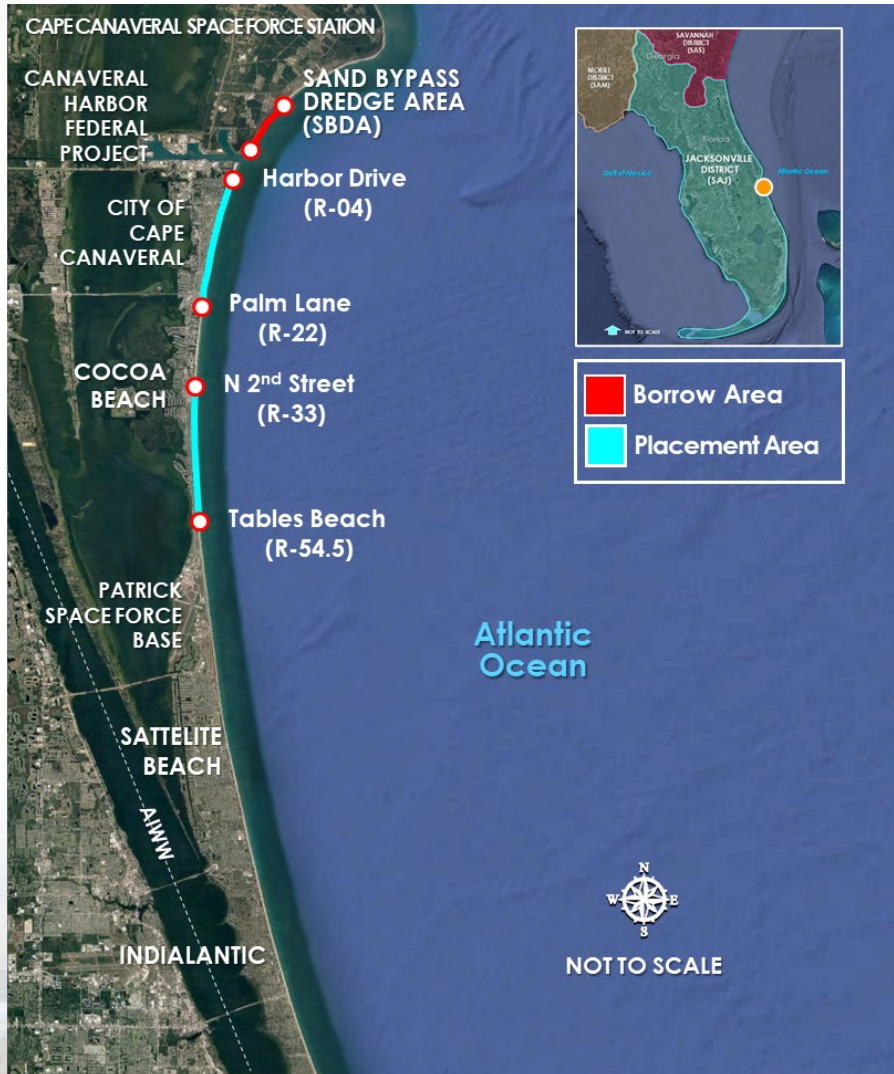 CAPE CANAVERAL SPACE FORCE STATION
CANAVERAL
HARBOR
FEDERAL
PROJECT
SAND BYPASS
DREDGE AREA
(SBDA)
Harbor Drive
(R-04)
CITY OF
CAPE
CANAVERAL
Palm Lane
(R-22)
COCOA
BEACH
N 2nd Street
(R-33)
Tables Beach
(R-54.5)
PATRICK
SPACE FORCE
BASE
Atlantic
Ocean
SATTELITE
BEACH
AIWW
INDIALANTIC
N
W E
S
NOT TO SCALE
SAVANNAH
DISTRICT
(SAS)
Georgia
MOBILE
DISTRICT
(SAM)
Florida
JACKSONVILLE
DISTRICT
(SAJ)
Gulf of Mexico
Atlantic Ocean
NOT TO SCALE
Borrow Area
Placement Area